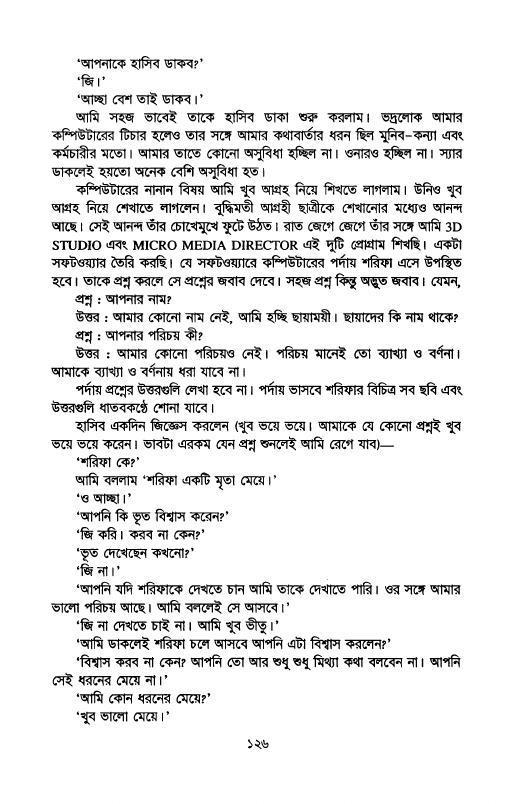 ‘আপনাকে হাসিব ডাকব?’
‘জি।’
‘আচ্ছা বেশ তাই ডাকব।’
আমি সহজ ভাবেই তাকে হাসিব ডাকা শুরু করলাম। ভদ্রলোক আমার
কম্পিউটারের টিচার হলেও তার সঙ্গে আমার কথাবার্তার ধরন ছিল মুনিব–কন্যা এবং
কর্মচারীর মতো। আমার তাতে কোনো অসুবিধা হচ্ছিল না। ওনারও হচ্ছিল না। স্যার
ডাকলেই হয়তো অনেক বেশি অসুবিধা হত।
কম্পিউটারের নানান বিষয় আমি খুব আগ্রহ নিয়ে শিখতে লাগলাম। উনিও খুব
আগ্রহ নিয়ে শেখাতে লাগলেন। বুদ্ধিমতী আগ্রহী ছাত্রীকে শেখানোর মধ্যেও আনন্দ
আছে। সেই আনন্দ তাঁর চোখেমুখে ফুটে উঠত। রাত জেগে জেগে তাঁর সঙ্গে আমি 3D
STUDIO এবং MICRO MEDIA DIRECTOR এই দুটি প্রোগ্রাম শিখছি। একটা
সফটওয়্যার তৈরি করছি। যে সফটওয়্যারে কম্পিউটারের পর্দায় শরিফা এসে উপস্থিত
হবে। তাকে প্রশ্ন করলে সে প্রশ্নের জবাব দেবে। সহজ প্রশ্ন কিন্তু অদ্ভুত জবাব। যেমন,
প্রশ্ন : আপনার নাম?
উত্তর : আমার কোনো নাম নেই, আমি হচ্ছি ছায়াময়ী। ছায়াদের কি নাম থাকে?
প্রশ্ন : আপনার পরিচয় কী?
উত্তর : আমার কোনো পরিচয়ও নেই। পরিচয় মানেই তো ব্যাখ্যা ও বর্ণনা।
আমাকে ব্যাখ্যা ও বর্ণনায় ধরা যাবে না।
পর্দায় প্রশ্নের উত্তরগুলি লেখা হবে না। পর্দায় ভাসবে শরিফার বিচিত্র সব ছবি এবং
উত্তরগুলি ধাতবকণ্ঠে শোনা যাবে।
হাসিব একদিন জিজ্ঞেস করলেন (খুব ভয়ে ভয়ে। আমাকে যে কোনো প্রশ্নই খুব
ভয়ে ভয়ে করেন। ভাবটা এরকম যেন প্রশ্ন শুনলেই আমি রেগে যাব)—
‘শরিফা কে?’
আমি বললাম ‘শরিফা একটি মৃতা মেয়ে।’
‘ও আচ্ছা।’
‘আপনি কি ভূত বিশ্বাস করেন?’
‘জি করি। করব না কেন?’
‘ভূত দেখেছেন কখনো?’
‘জি না।’
‘আপনি যদি শরিফাকে দেখতে চান আমি তাকে দেখাতে পারি। ওর সঙ্গে আমার
ভালো পরিচয় আছে। আমি বললেই সে আসবে।’
‘জি না দেখতে চাই না। আমি খুব ভীতু।’
‘আমি ডাকলেই শরিফা চলে আসবে আপনি এটা বিশ্বাস করলেন?’
‘বিশ্বাস করব না কেন? আপনি তো আর শুধু শুধু মিথ্যা কথা বলবেন না। আপনি
সেই ধরনের মেয়ে না।’
‘আমি কোন ধরনের মেয়ে?’
‘খুব ভালো মেয়ে।’
১২৬